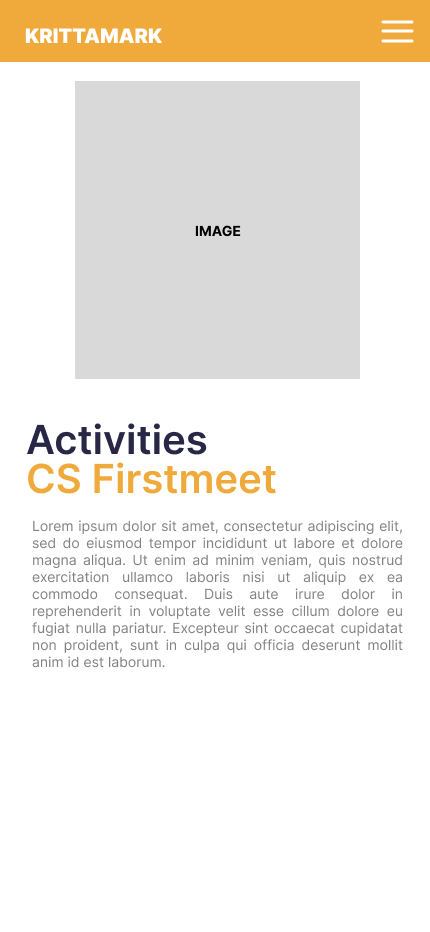 KRITTAMARK
IMAGE
Activities
CS Firstmeet
Lorem ipsum dolor sit amet, consectetur adipiscing elit,
sed do eiusmod tempor incididunt ut labore et dolore
magna aliqua. Ut enim ad minim veniam, quis nostrud
exercitation ullamco laboris nisi ut aliquip ex ea
commodo consequat. Duis aute irure dolor in
reprehenderit in voluptate velit esse cillum dolore eu
fugiat nulla pariatur. Excepteur sint occaecat cupidatat
non proident, sunt in culpa qui officia deserunt mollit
anim id est laborum.